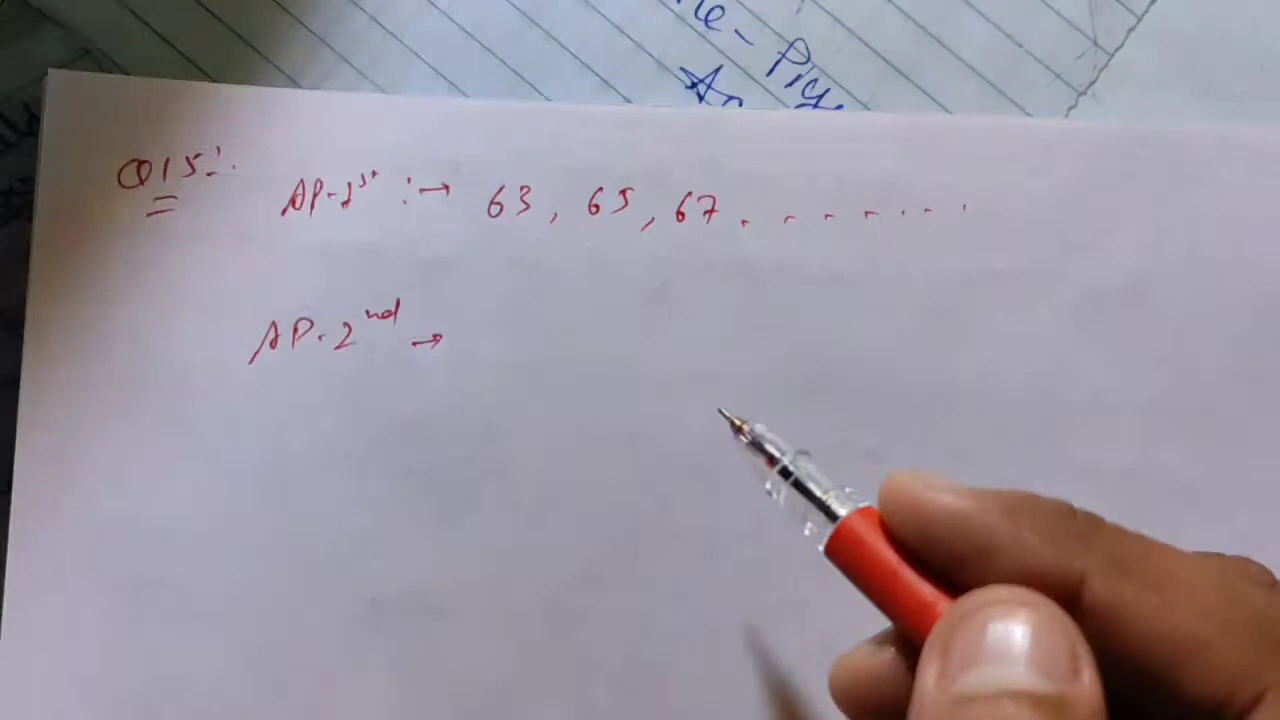 Q15:.
AP-1st :→ 63, 65, 67. - - - . . - .
AP-2nd →